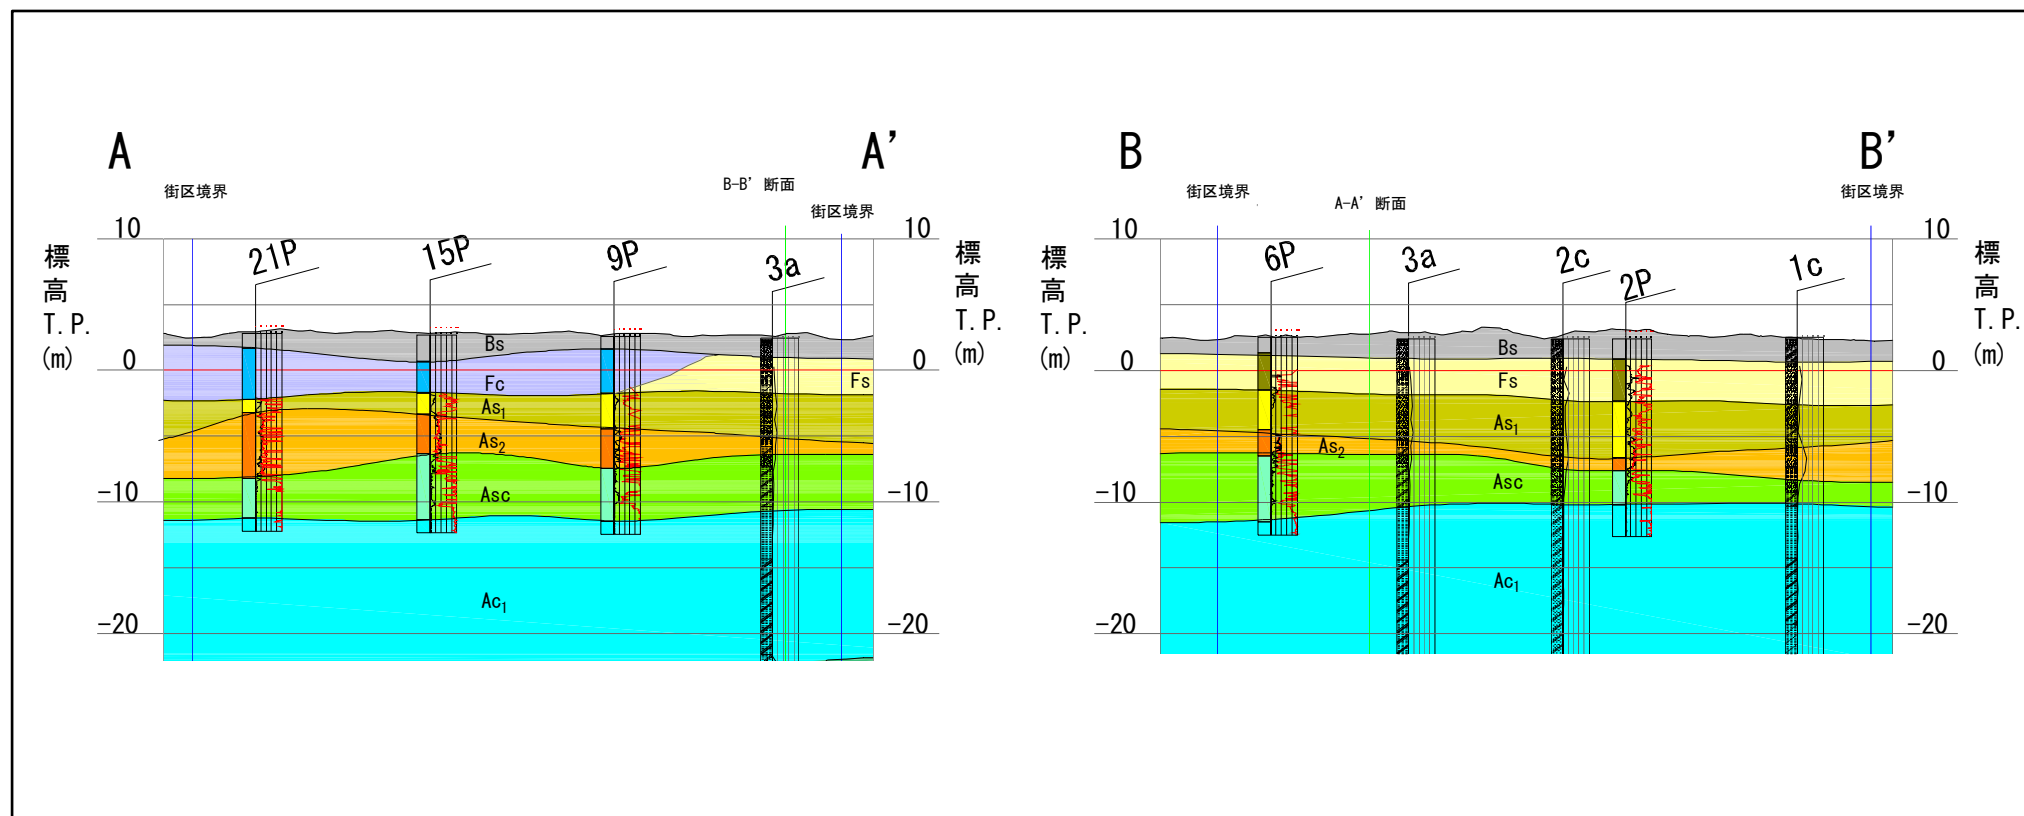 A
A’
B
B’
街区境界
B-B’ 断面
街区境界
街区境界
A-A’ 断面
街区境界
10
10
10
10
標高
T.P.
(m)
標高
T.P.
(m)
標高
T.P.
(m)
標高
T.P.
(m)
21P
15P
9P
3a
6P
3a
2c
2P
1c
Bs
Bs
0
0
0
0
Fc
Fs
Fs
As1
As1
As2
As2
Asc
Asc
-10
-10
-10
-10
Ac1
Ac1
-20
-20
-20
-20